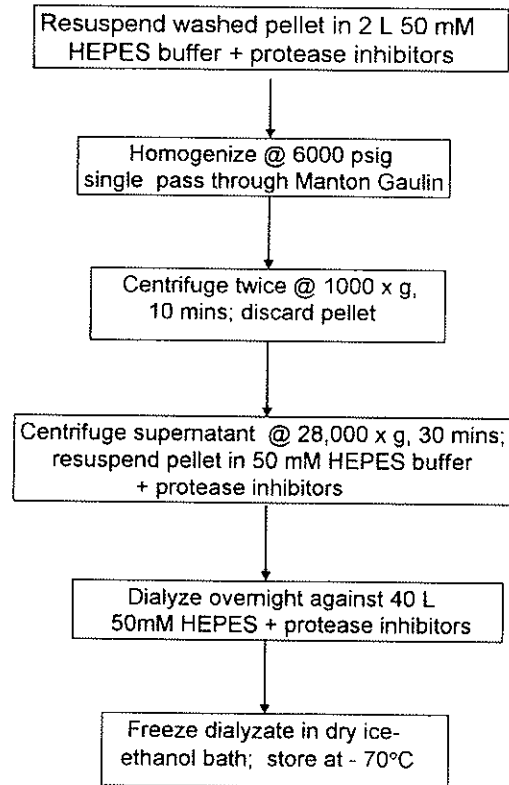 Resuspend washed pellet in 2 L 50 mM
HEPES buffer + protease inhibitors
Homogenize @ 6000 psig
single pass through Manton Gaulin
Centrifuge twice @ 1000 x g,
10 mins; discard pellet
Centrifuge supernatant @ 28,000 x g, 30 mins;
resuspend pellet in 50 mM HEPES buffer
+ protease inhibitors
Dialyze overnight against 40 L
50mM HEPES + protease inhibitors
Freeze dialyzate in dry ice-
ethanol bath; store at - 70°C